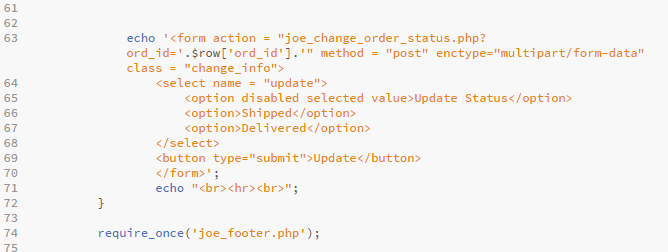 61
62
63 echo '<form action = "joe_change_order_status.php?
ord_id='.$row['ord_id'].'" method = "post" enctype="multipart/form-data"
class = "change_info">
64 <select name = "update">
65 <option disabled selected value>Update Status</option>
66 <option>Shipped</option>
67 <option>Delivered</option>
68 </select>
69 <button type="submit">Update</button>
70 </form>';
71 echo "<br><hr><br>";
72 }
73
74 require_once('joe_footer.php');
75